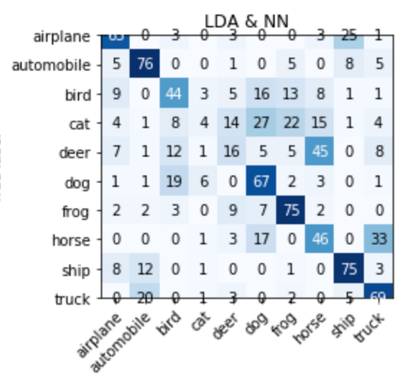 LDA & NN
airplane 0 3 0 3 0 0 3 25 1
automobile 5 76 0 0 1 0 5 0 8 5
bird 9 0 44 3 5 16 13 8 1 1
cat 4 1 8 4 14 27 22 15 1 4
deer 7 1 12 1 16 5 5 45 0 8
dog 1 1 19 6 0 67 2 3 0 1
frog 2 2 3 0 9 7 75 2 0 0
horse 0 0 0 1 3 17 0 46 0 33
ship 8 12 0 1 0 0 1 0 75 3
truck 0 20 0 1 3 0 2 0 5 69
airplane automobile bird cat deer dog frog horse ship truck